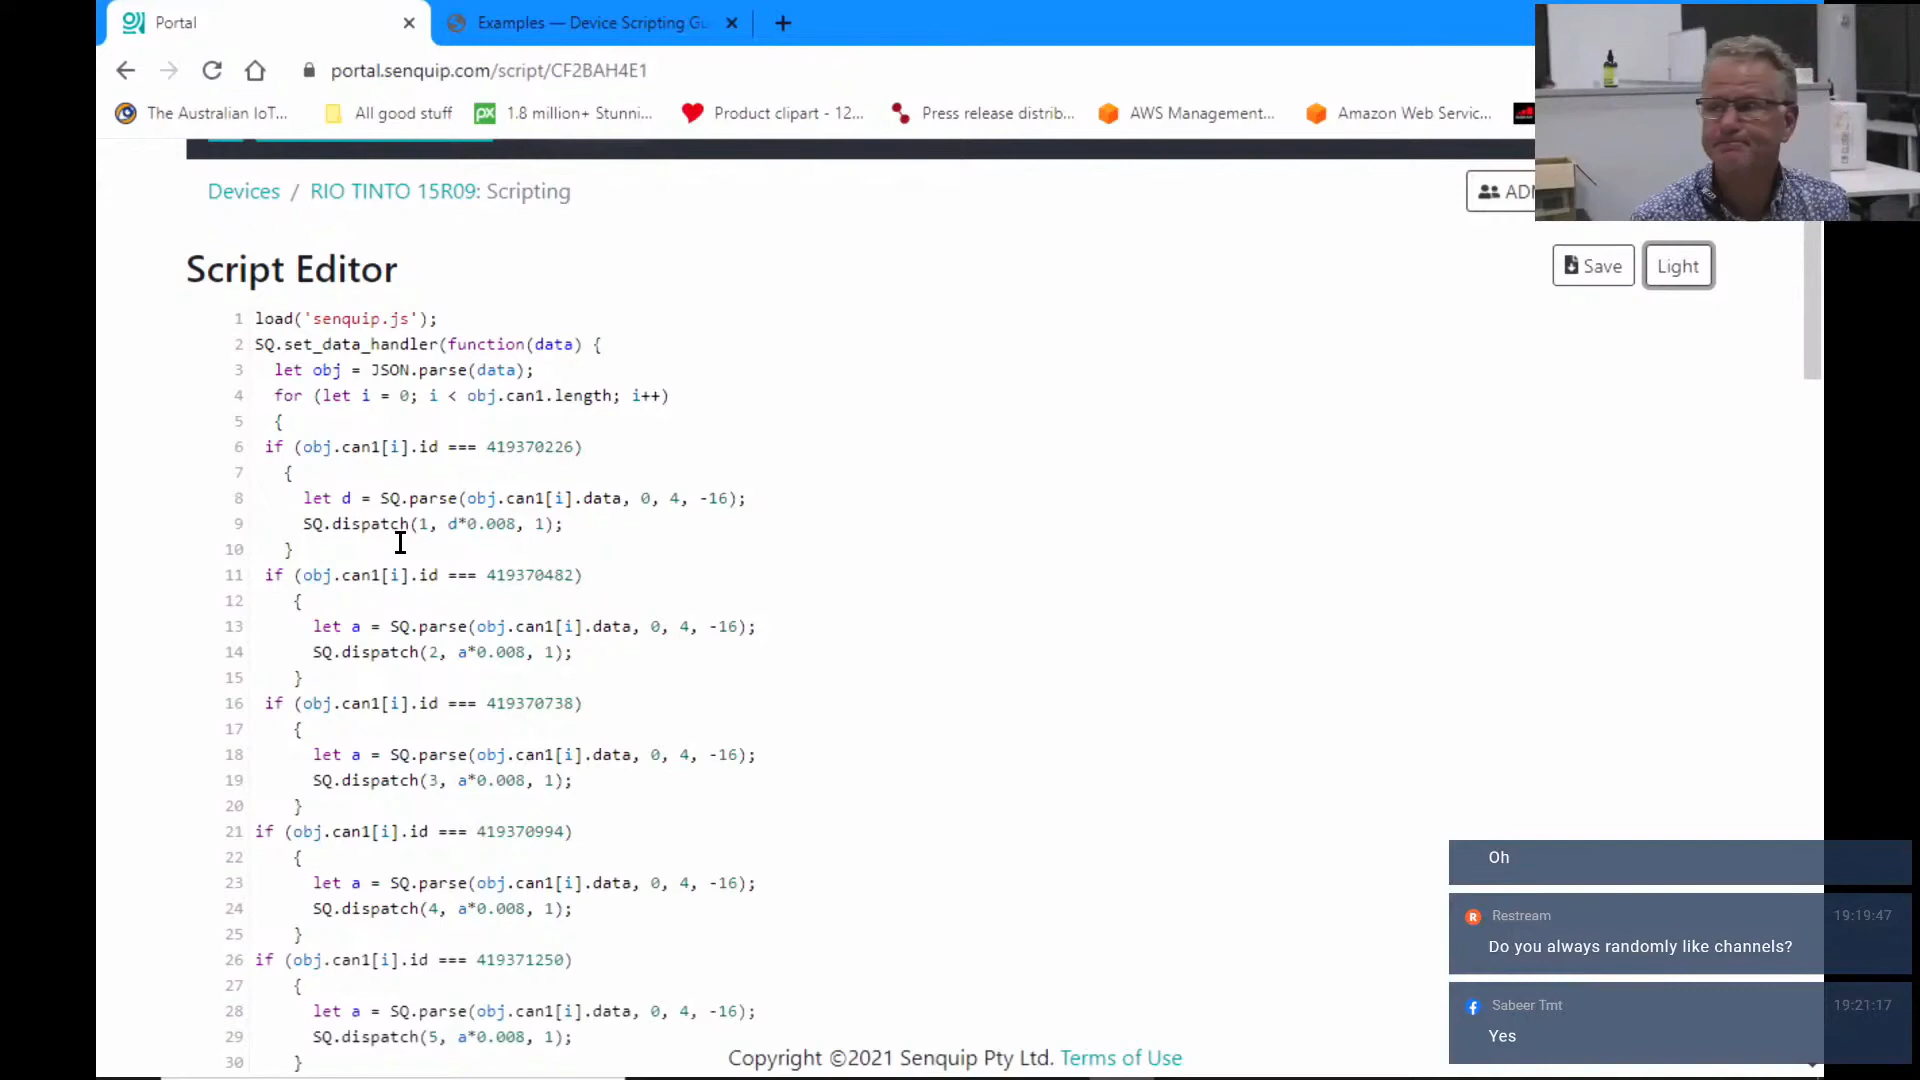 Portal
Examples — Device Scripting Gu
portal.senquip.com/script/CF2BAH4E1
The Australian IoT...
All good stuff
px
1.8 million+ Stunni...
Product clipart - 12...
Press release distrib...
AWS Management...
Amazon Web Servic...
Devices / RIO TINTO 15R09: Scripting
ADM
Script Editor
Save
Light
1 load('senquip.js');
2 SQ.set_data_handler(function(data) {
3 let obj = JSON.parse(data);
4 for (let i = 0; i < obj.can1.length; i++)
5 {
6 if (obj.can1[i].id === 419370226)
7 {
8 let d = SQ.parse(obj.can1[i].data, 0, 4, -16);
9 SQ.dispatch(1, d*0.008, 1);
10 }
11 if (obj.can1[i].id === 419370482)
12 {
13 let a = SQ.parse(obj.can1[i].data, 0, 4, -16);
14 SQ.dispatch(2, a*0.008, 1);
15 }
16 if (obj.can1[i].id === 419370738)
17 {
18 let a = SQ.parse(obj.can1[i].data, 0, 4, -16);
19 SQ.dispatch(3, a*0.008, 1);
20 }
21 if (obj.can1[i].id === 419370994)
22 {
23 let a = SQ.parse(obj.can1[i].data, 0, 4, -16);
24 SQ.dispatch(4, a*0.008, 1);
25 }
26 if (obj.can1[i].id === 419371250)
27 {
28 let a = SQ.parse(obj.can1[i].data, 0, 4, -16);
29 SQ.dispatch(5, a*0.008, 1);
30 }
Copyright ©2021 Senquip Pty Ltd. Terms of Use
Oh
R Restream 19:19:47
Do you always randomly like channels?
Sabeer Tmt 19:21:17
Yes